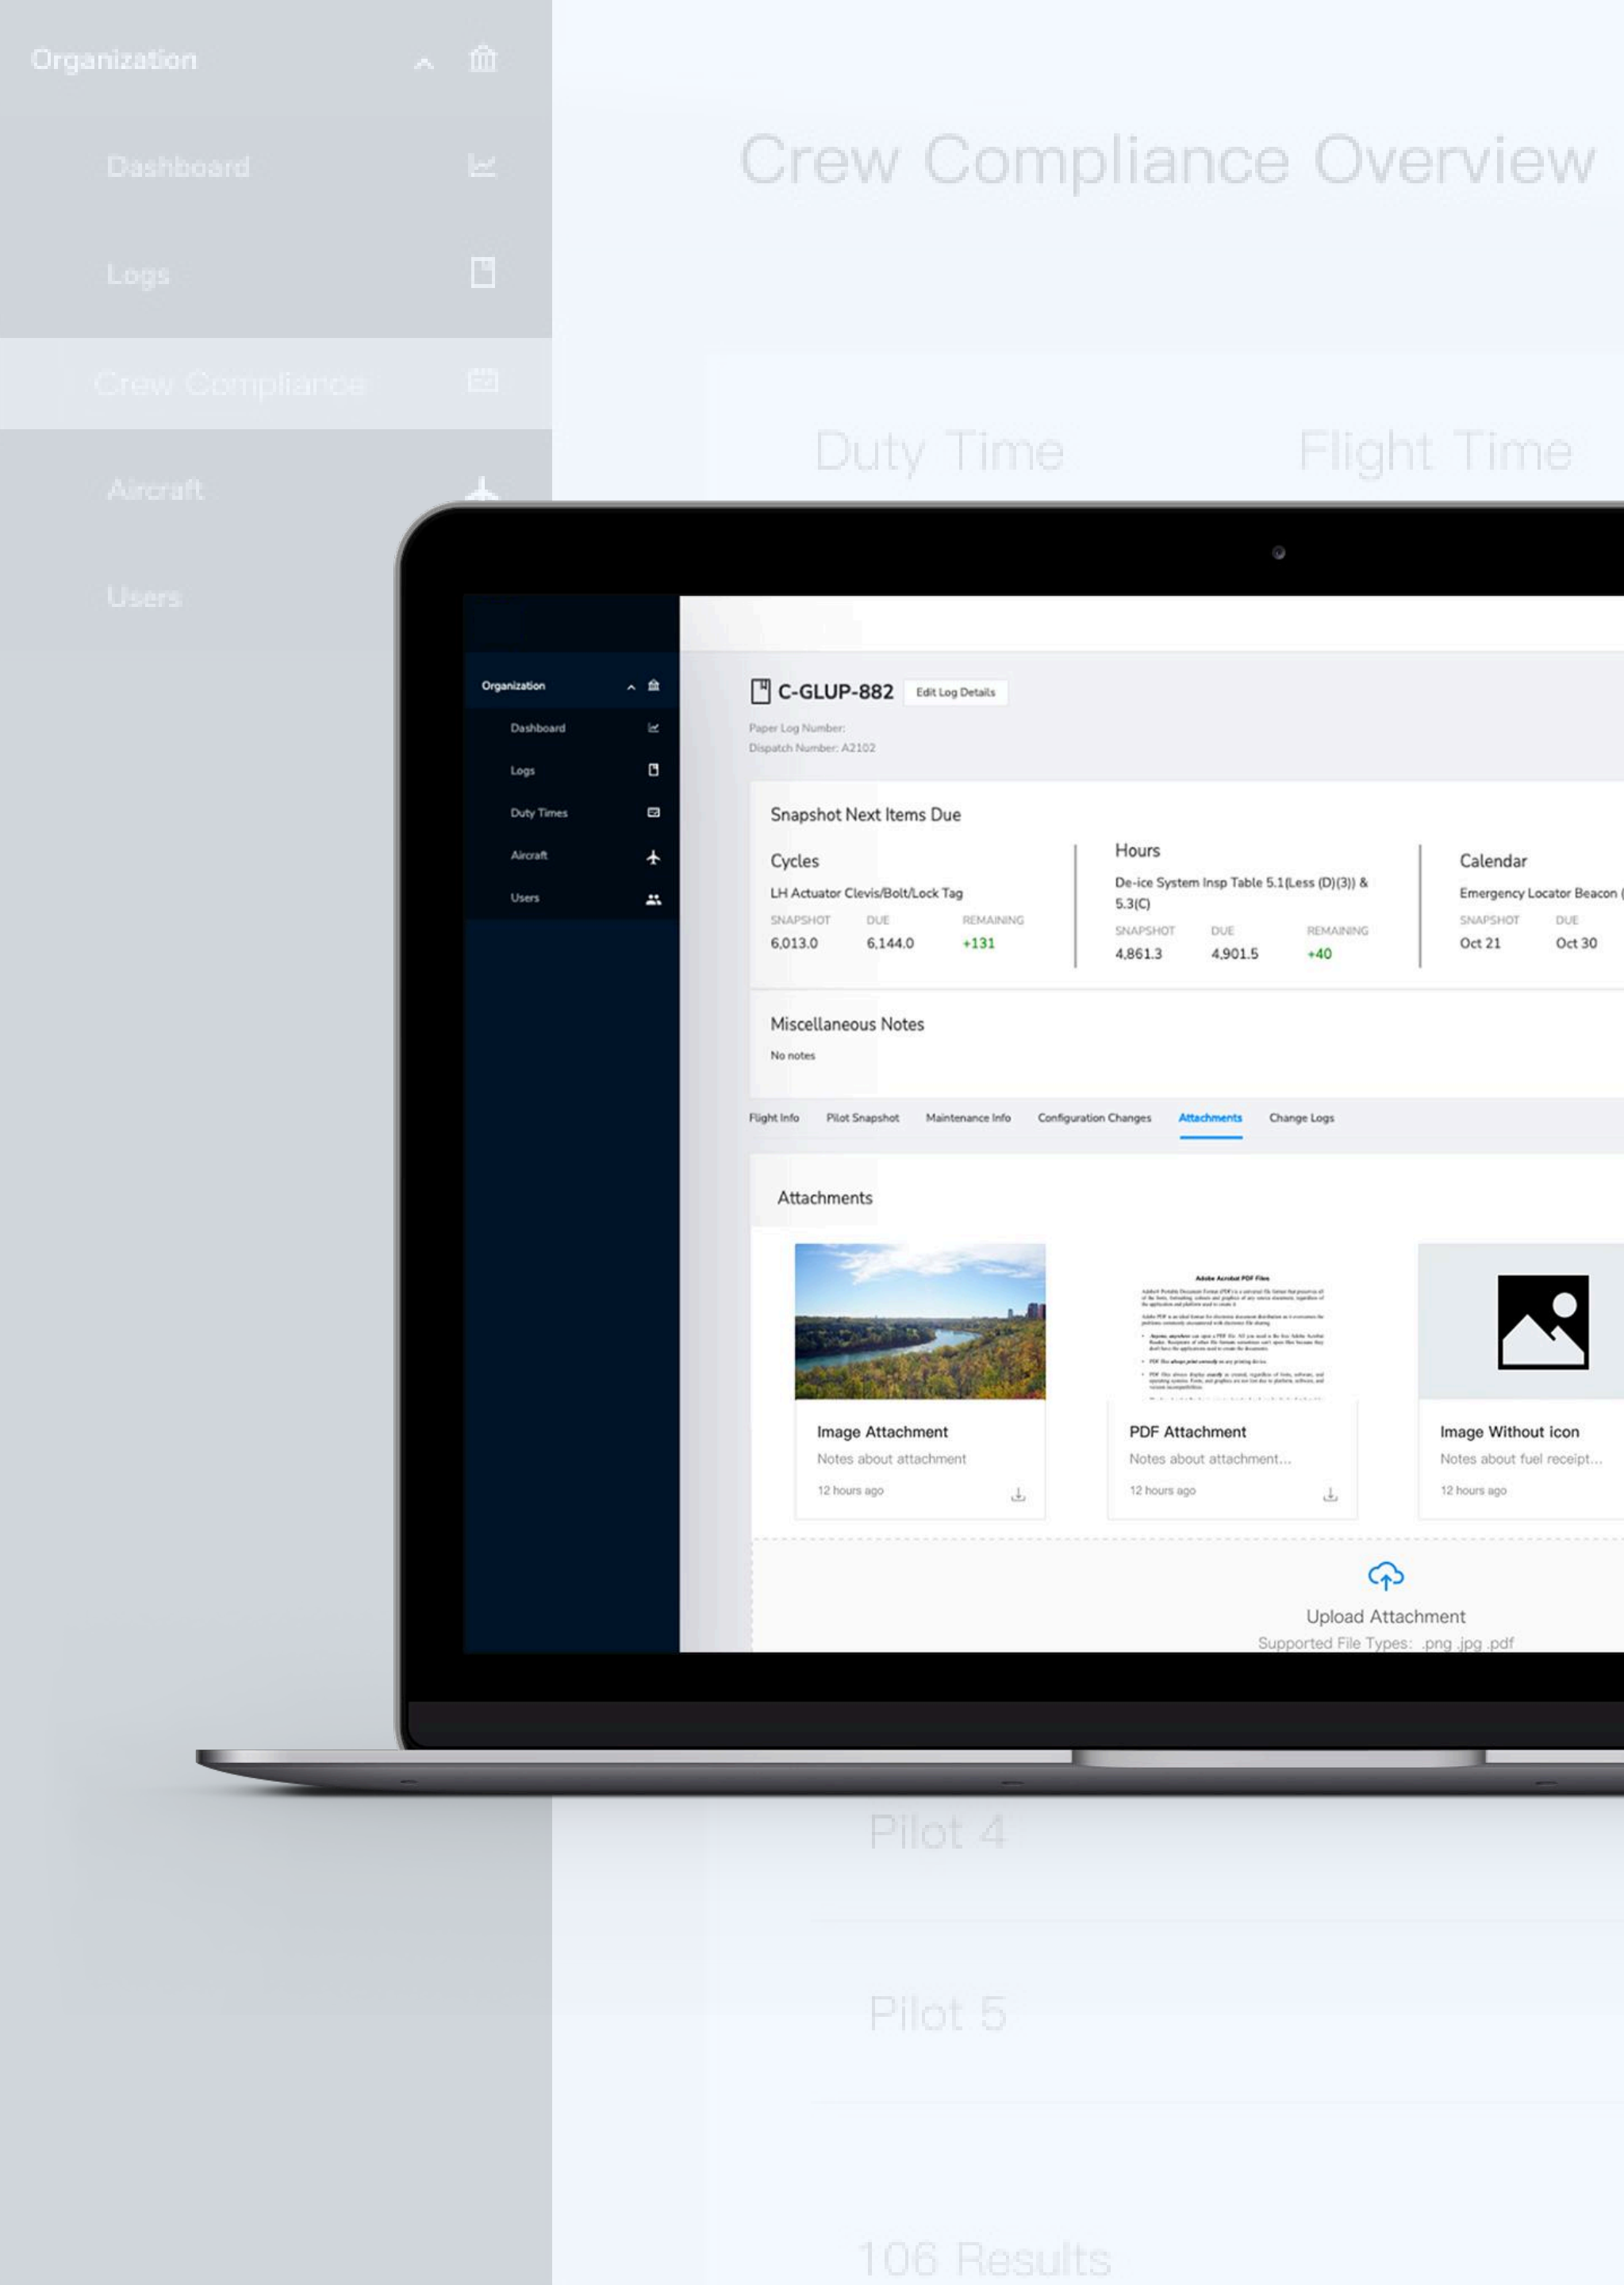 Organization
Dashboard
Logs
Crew Compliance
Aircraft
Users
Crew Compliance Overview
Duty Time Flight Time
Organization
Dashboard
Logs
Duty Times
Aircraft
Users
C-GLUP-882 Edit Log Details
Paper Log Number:
Dispatch Number: A2102
Snapshot Next Items Due
Cycles
LH Actuator Clevis/Bolt/Lock Tag
SNAPSHOT DUE REMAINING
6,013.0 6,144.0 +131
Hours
De-ice System Insp Table 5.1(Less (D)(3)) &
5.3(C)
SNAPSHOT DUE REMAINING
4,861.3 4,901.5 +40
Calendar
Emergency Locator Beacon (
SNAPSHOT DUE
Oct 21 Oct 30
Miscellaneous Notes
No notes
Flight Info Pilot Snapshot Maintenance Info Configuration Changes Attachments Change Logs
Attachments
Adobe Acrobat PDF Files
Image Attachment
Notes about attachment
12 hours ago
PDF Attachment
Notes about attachment...
12 hours ago
Image Without icon
Notes about fuel receipt...
12 hours ago
Upload Attachment
Supported File Types: .png .jpg .pdf
Pilot 4
Pilot 5
106 Results